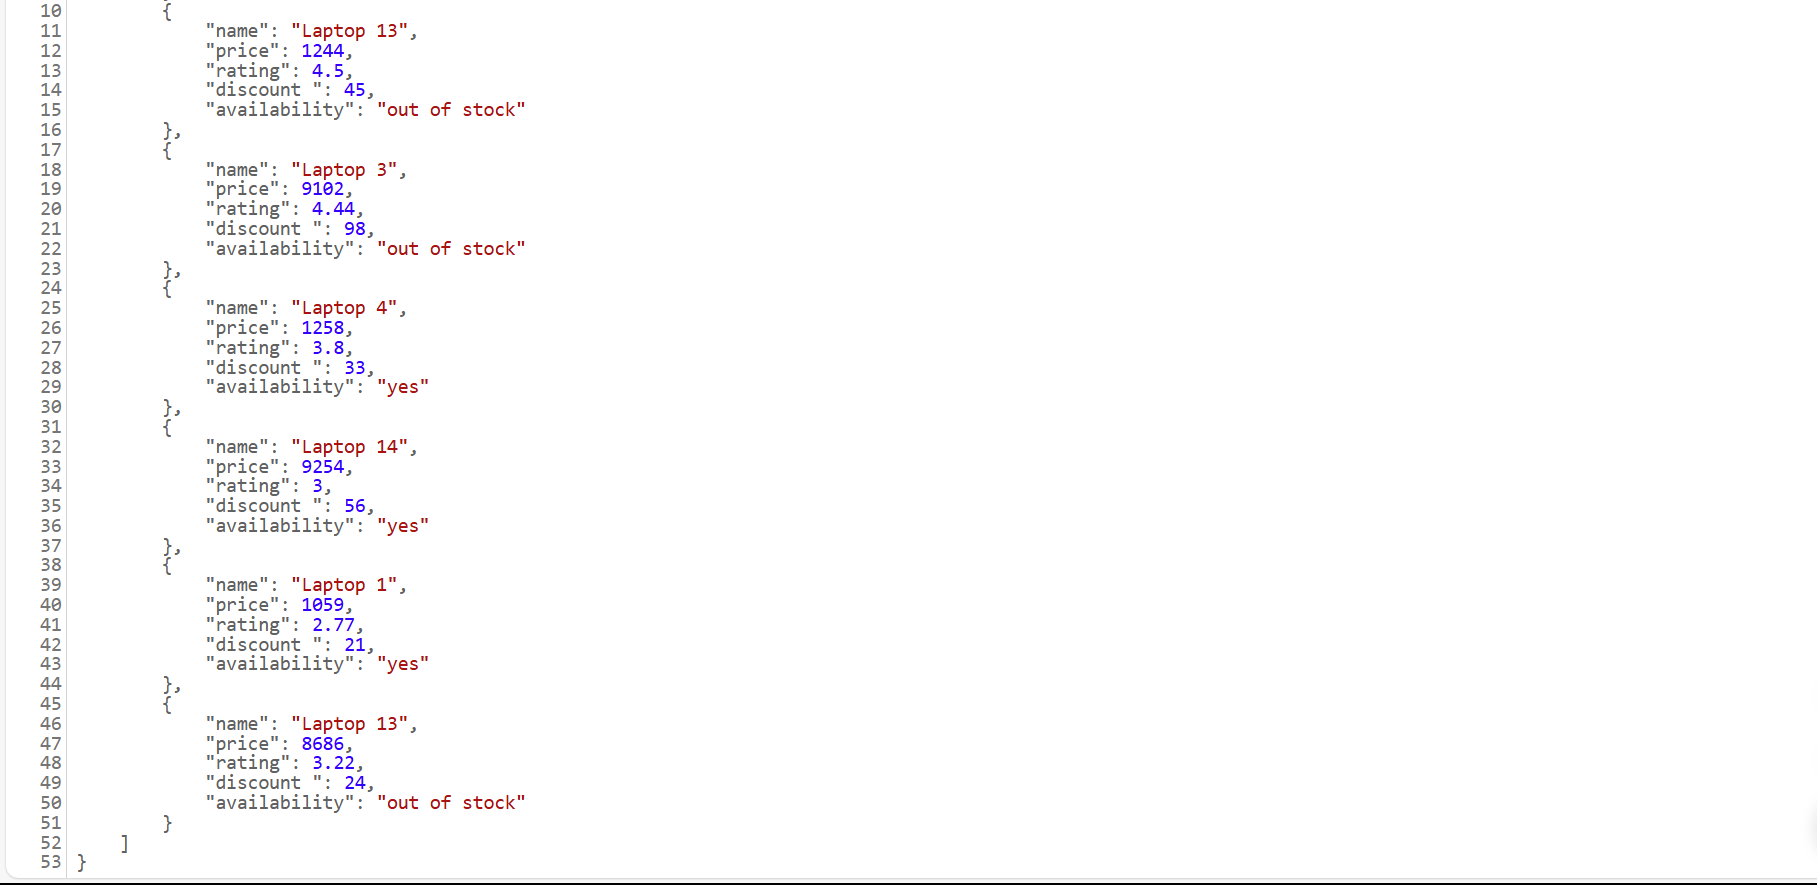 10 {
11 "name": "Laptop 13",
12 "price": 1244,
13 "rating": 4.5,
14 "discount ": 45,
15 "availability": "out of stock"
16 },
17 {
18 "name": "Laptop 3",
19 "price": 9102,
20 "rating": 4.44,
21 "discount ": 98,
22 "availability": "out of stock"
23 },
24 {
25 "name": "Laptop 4",
26 "price": 1258,
27 "rating": 3.8,
28 "discount ": 33,
29 "availability": "yes"
30 },
31 {
32 "name": "Laptop 14",
33 "price": 9254,
34 "rating": 3,
35 "discount ": 56,
36 "availability": "yes"
37 },
38 {
39 "name": "Laptop 1",
40 "price": 1059,
41 "rating": 2.77,
42 "discount ": 21,
43 "availability": "yes"
44 },
45 {
46 "name": "Laptop 13",
47 "price": 8686,
48 "rating": 3.22,
49 "discount ": 24,
50 "availability": "out of stock"
51 }
52 ]
53 }